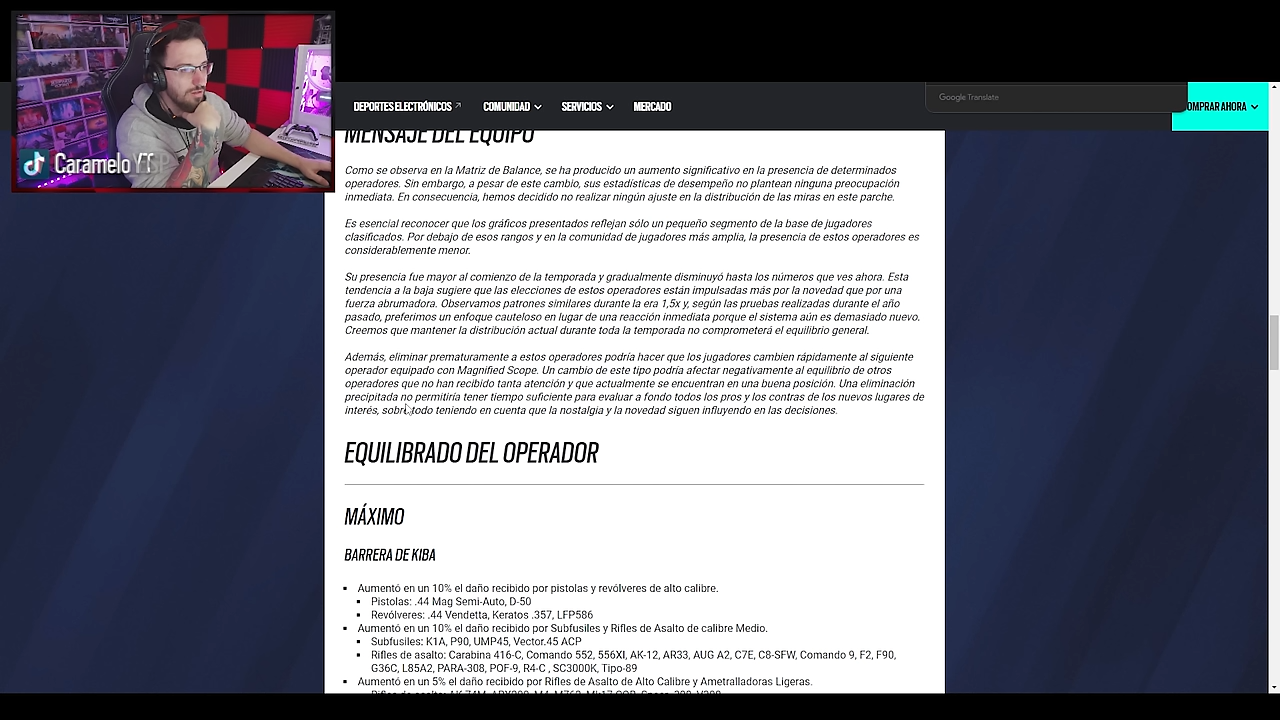 DEPORTES ELECTRÓNICOS
COMUNIDAD
SERVICIOS
MERCADO
Google Translate
OMPRAR AHORA
Caramelo YT
MENSAJE DEL EQUIPO
Como se observa en la Matriz de Balance, se ha producido un aumento significativo en la presencia de determinados
operadores. Sin embargo, a pesar de este cambio, sus estadísticas de desempeño no plantean ninguna preocupación
inmediata. En consecuencia, hemos decidido no realizar ningún ajuste en la distribución de las miras en este parche.
Es esencial reconocer que los gráficos presentados reflejan sólo un pequeño segmento de la base de jugadores
clasificados. Por debajo de esos rangos y en la comunidad de jugadores más amplia, la presencia de estos operadores es
considerablemente menor.
Su presencia fue mayor al comienzo de la temporada y gradualmente disminuyó hasta los números que ves ahora. Esta
tendencia a la baja sugiere que las elecciones de estos operadores están impulsadas más por la novedad que por una
fuerza abrumadora. Observamos patrones similares durante la era 1,5x y, según las pruebas realizadas durante el año
pasado, preferimos un enfoque cauteloso en lugar de una reacción inmediata porque el sistema aún es demasiado nuevo.
Creemos que mantener la distribución actual durante toda la temporada no comprometerá el equilibrio general.
Además, eliminar prematuramente a estos operadores podría hacer que los jugadores cambien rápidamente al siguiente
operador equipado con Magnified Scope. Un cambio de este tipo podría afectar negativamente al equilibrio de otros
operadores que no han recibido tanta atención y que actualmente se encuentran en una buena posición. Una eliminación
precipitada no permitiría tener tiempo suficiente para evaluar a fondo todos los pros y los contras de los nuevos lugares de
interés, sobre todo teniendo en cuenta que la nostalgia y la novedad siguen influyendo en las decisiones.
EQUILIBRADO DEL OPERADOR
MÁXIMO
BARRERA DE KIBA
Aumentó en un 10% el daño recibido por pistolas y revólveres de alto calibre.
Pistolas: .44 Mag Semi-Auto, D-50
Revólveres: .44 Vendetta, Keratos .357, LFP586
Aumentó en un 10% el daño recibido por Subfusiles y Rifles de Asalto de calibre Medio.
Subfusiles: K1A, P90, UMP45, Vector.45 ACP
Rifles de asalto: Carabina 416-C, Comando 552, 556XI, AK-12, AR33, AUG A2, C7E, C8-SFW, Comando 9, F2, F90,
G36C, L85A2, PARA-308, POF-9, R4-C , SC3000K, Tipo-89
Aumentó en un 5% el daño recibido por Rifles de Asalto de Alto Calibre y Ametralladoras Ligeras.